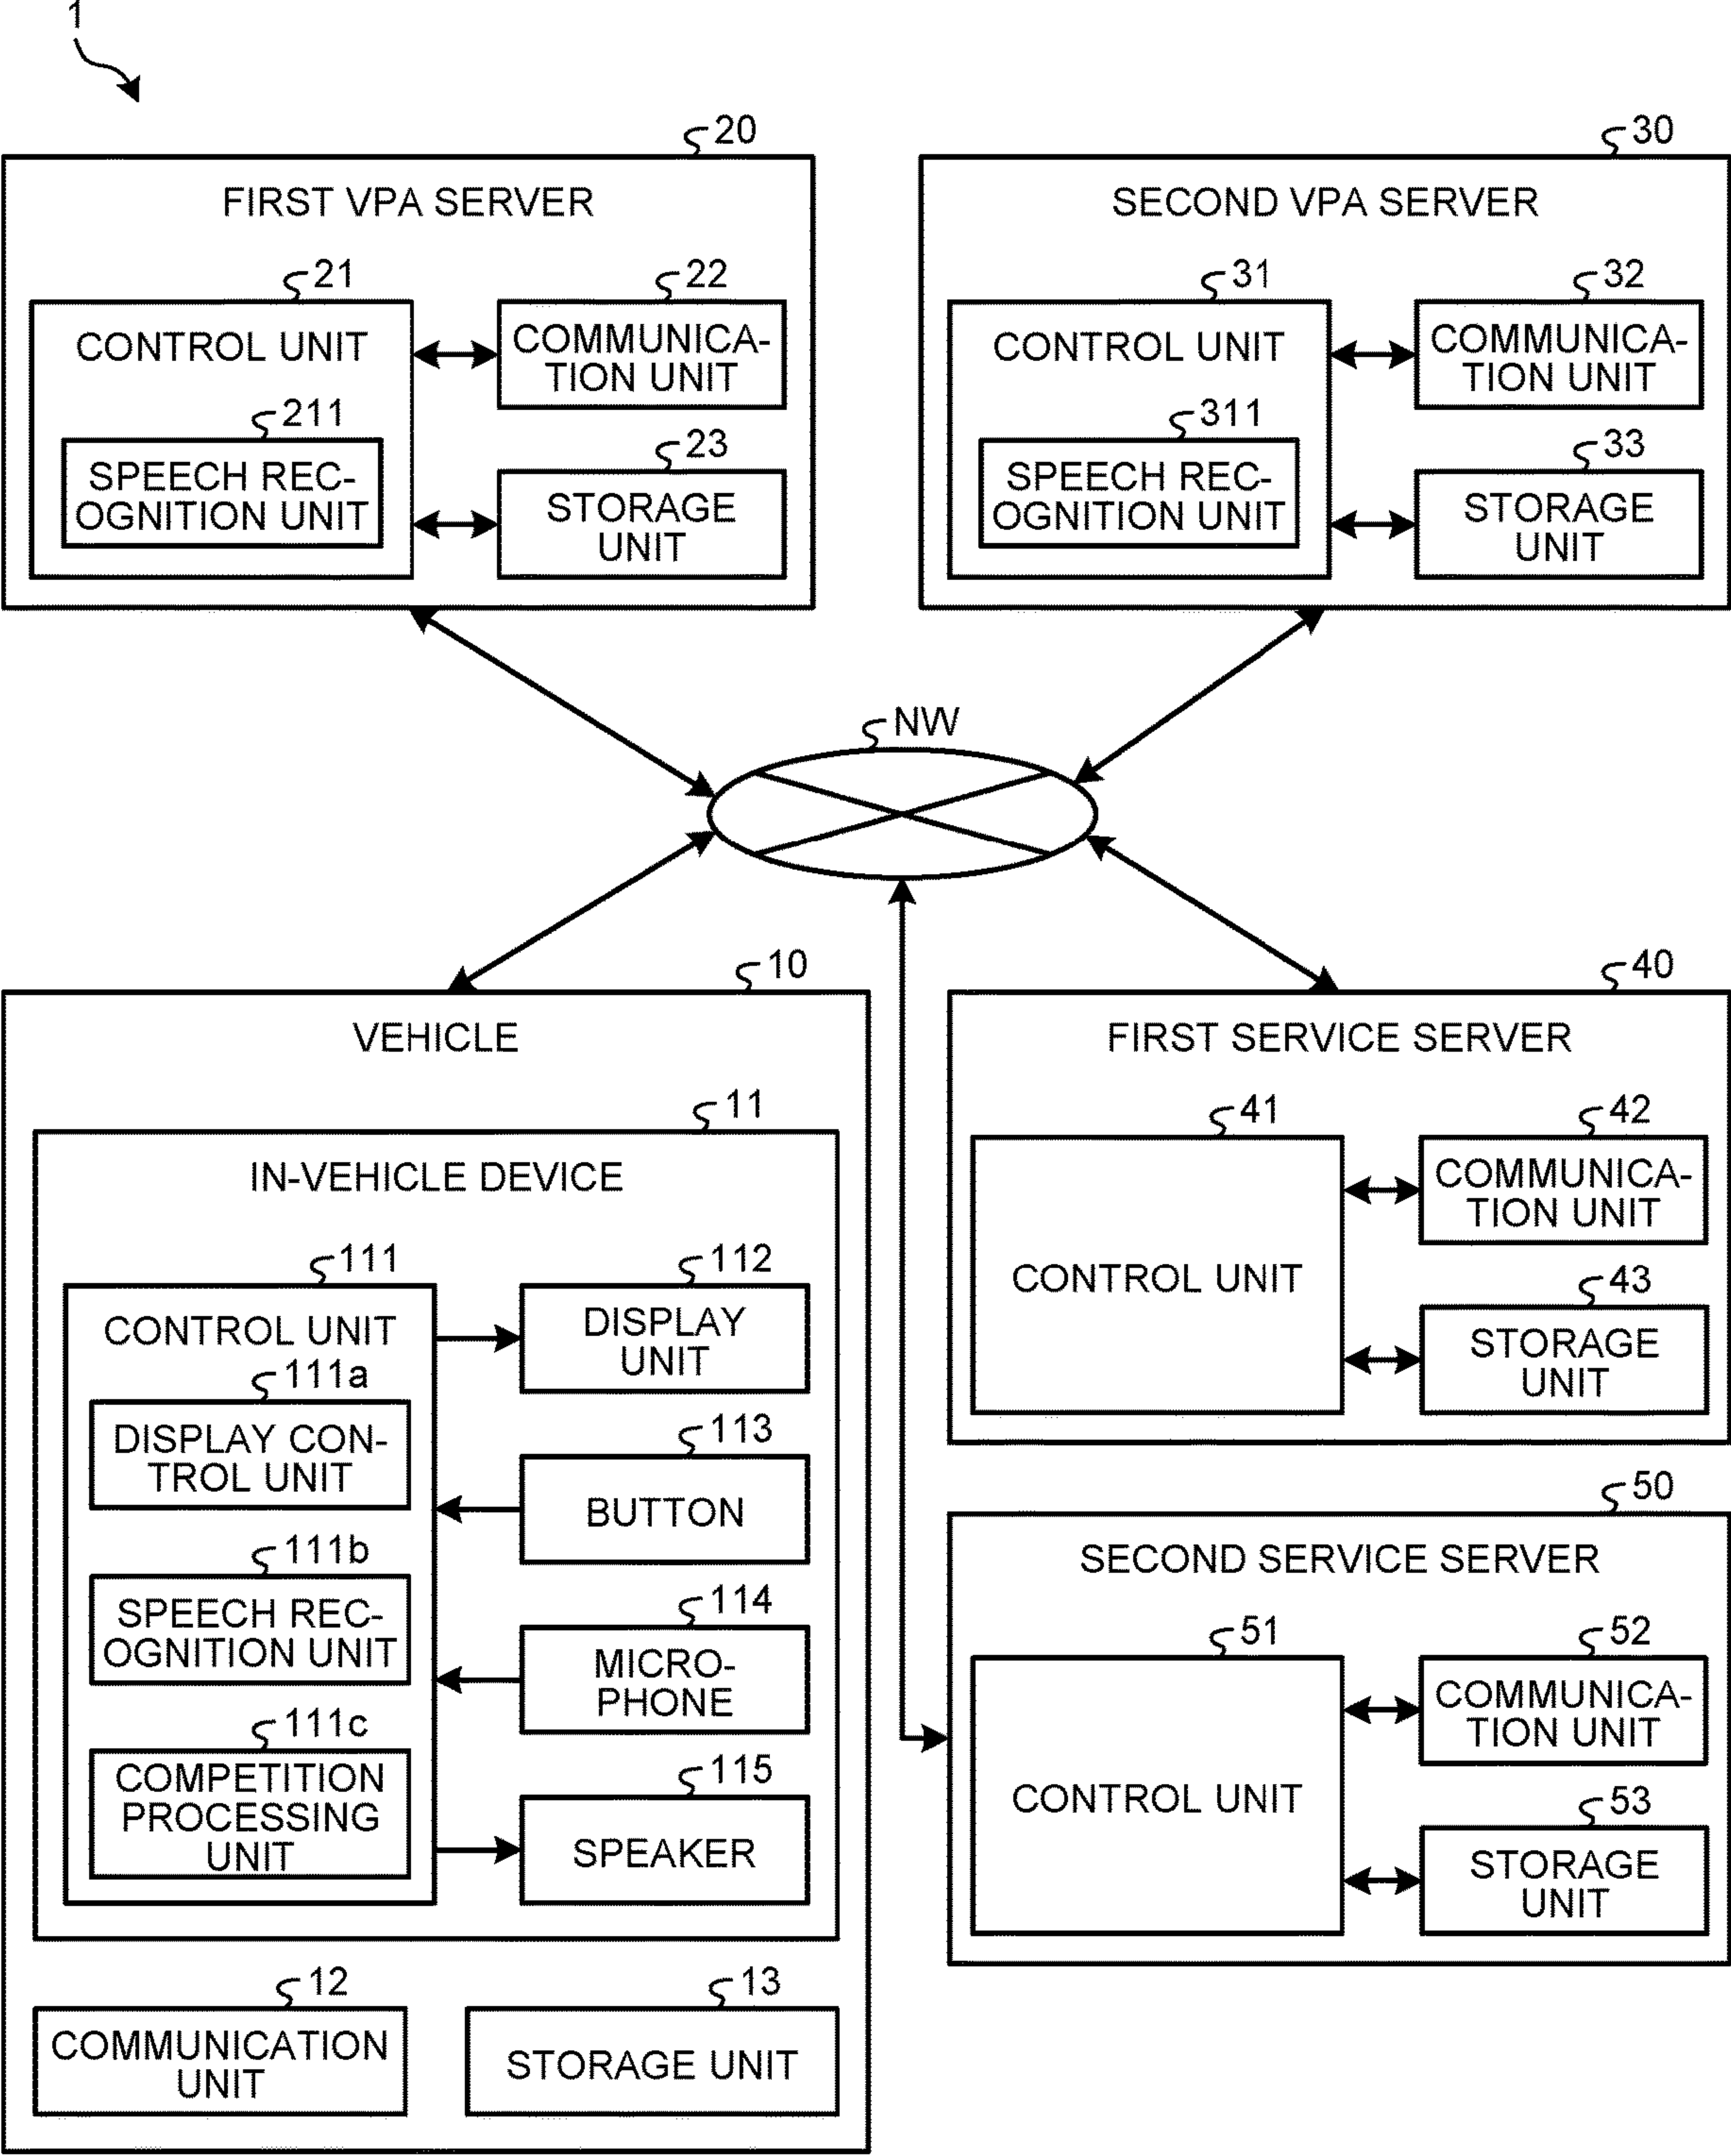 1
20
FIRST VPA SERVER
21
CONTROL UNIT
22
COMMUNICA-
TION UNIT
211
SPEECH REC-
OGNITION UNIT
23
STORAGE
UNIT
30
SECOND VPA SERVER
31
CONTROL UNIT
32
COMMUNICA-
TION UNIT
311
SPEECH REC-
OGNITION UNIT
33
STORAGE
UNIT
NW
10
VEHICLE
11
IN-VEHICLE DEVICE
111
CONTROL UNIT
111a
DISPLAY CON-
TROL UNIT
111b
SPEECH REC-
OGNITION UNIT
111c
COMPETITION
PROCESSING
UNIT
112
DISPLAY
UNIT
113
BUTTON
114
MICRO-
PHONE
115
SPEAKER
12
COMMUNICATION
UNIT
13
STORAGE UNIT
40
FIRST SERVICE SERVER
41
CONTROL UNIT
42
COMMUNICA-
TION UNIT
43
STORAGE
UNIT
50
SECOND SERVICE SERVER
51
CONTROL UNIT
52
COMMUNICA-
TION UNIT
53
STORAGE
UNIT